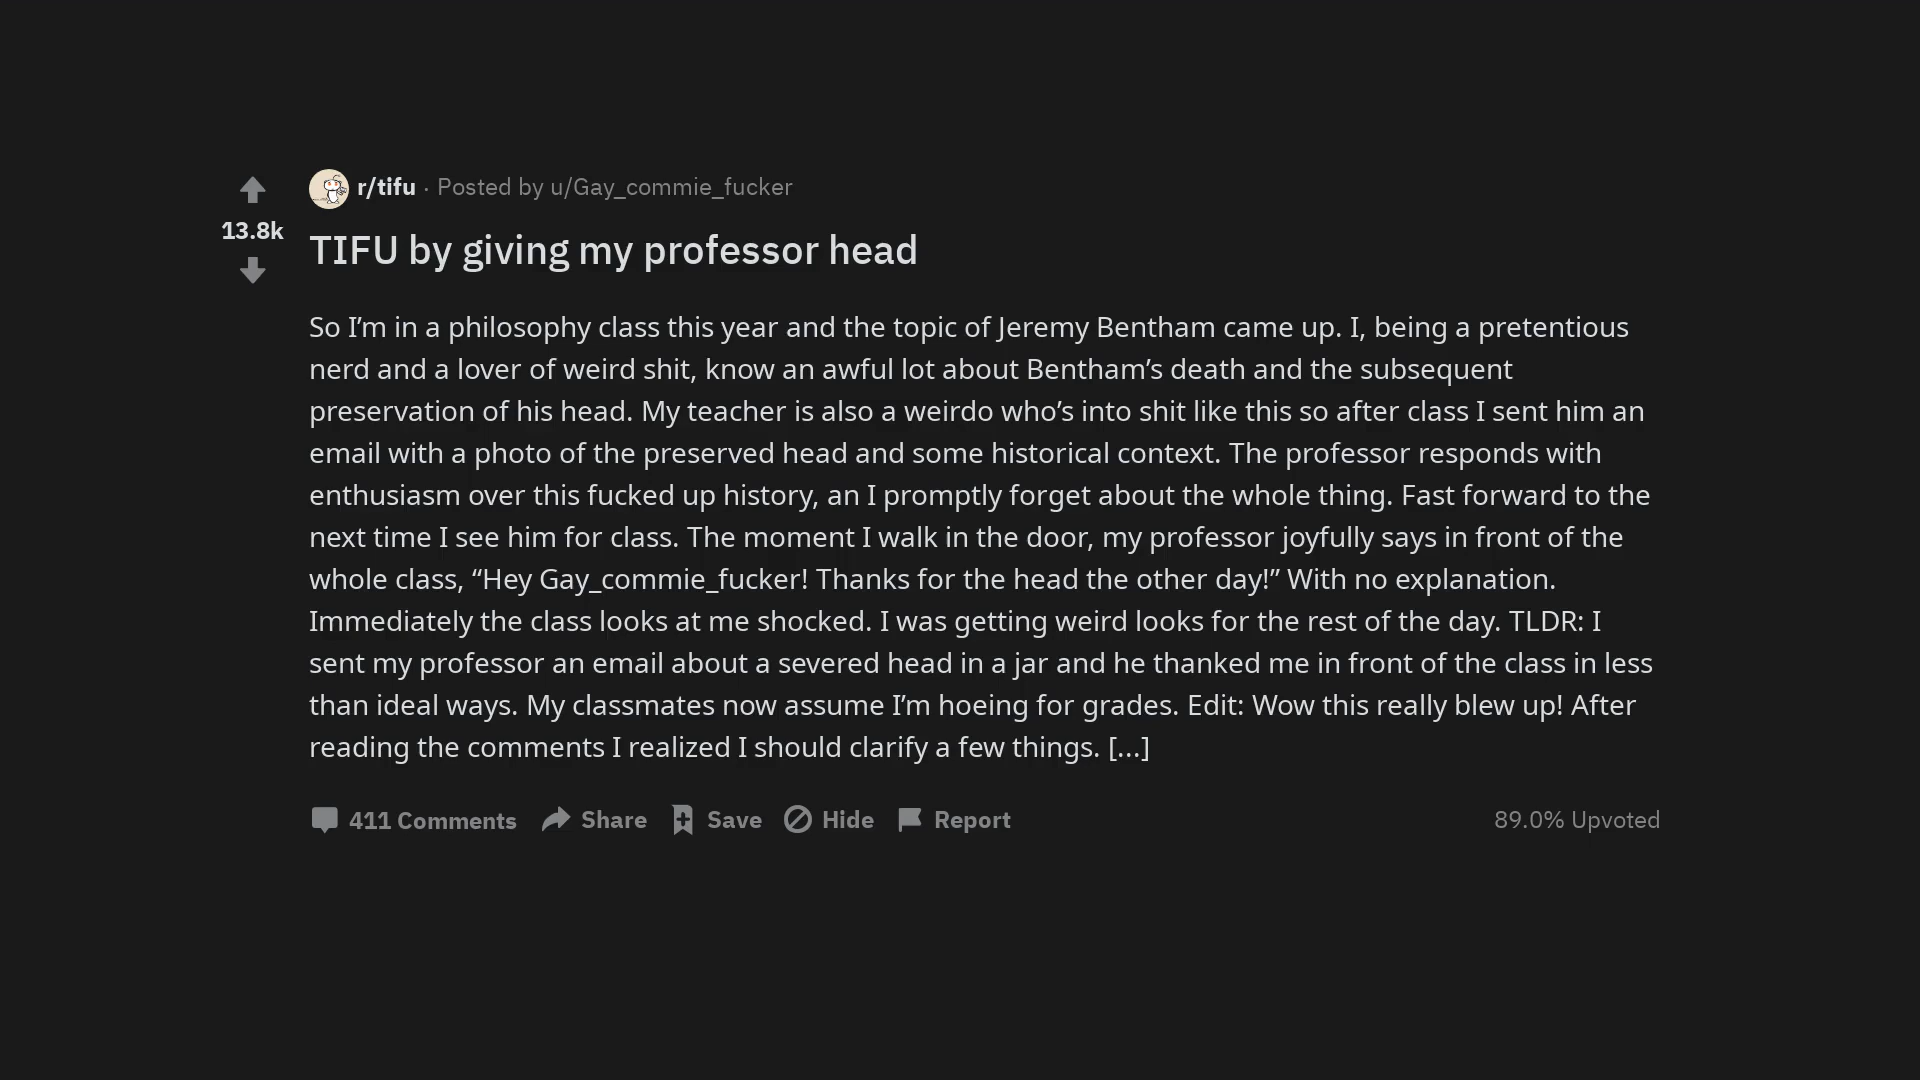 r/tifu · Posted by u/Gay_commie_fucker
13.8k
TIFU by giving my professor head
So I’m in a philosophy class this year and the topic of Jeremy Bentham came up. I, being a pretentious
nerd and a lover of weird shit, know an awful lot about Bentham’s death and the subsequent
preservation of his head. My teacher is also a weirdo who’s into shit like this so after class I sent him an
email with a photo of the preserved head and some historical context. The professor responds with
enthusiasm over this fucked up history, an I promptly forget about the whole thing. Fast forward to the
next time I see him for class. The moment I walk in the door, my professor joyfully says in front of the
whole class, “Hey Gay_commie_fucker! Thanks for the head the other day!” With no explanation.
Immediately the class looks at me shocked. I was getting weird looks for the rest of the day. TLDR: I
sent my professor an email about a severed head in a jar and he thanked me in front of the class in less
than ideal ways. My classmates now assume I’m hoeing for grades. Edit: Wow this really blew up! After
reading the comments I realized I should clarify a few things. [...]
411 Comments Share Save Hide Report 89.0% Upvoted